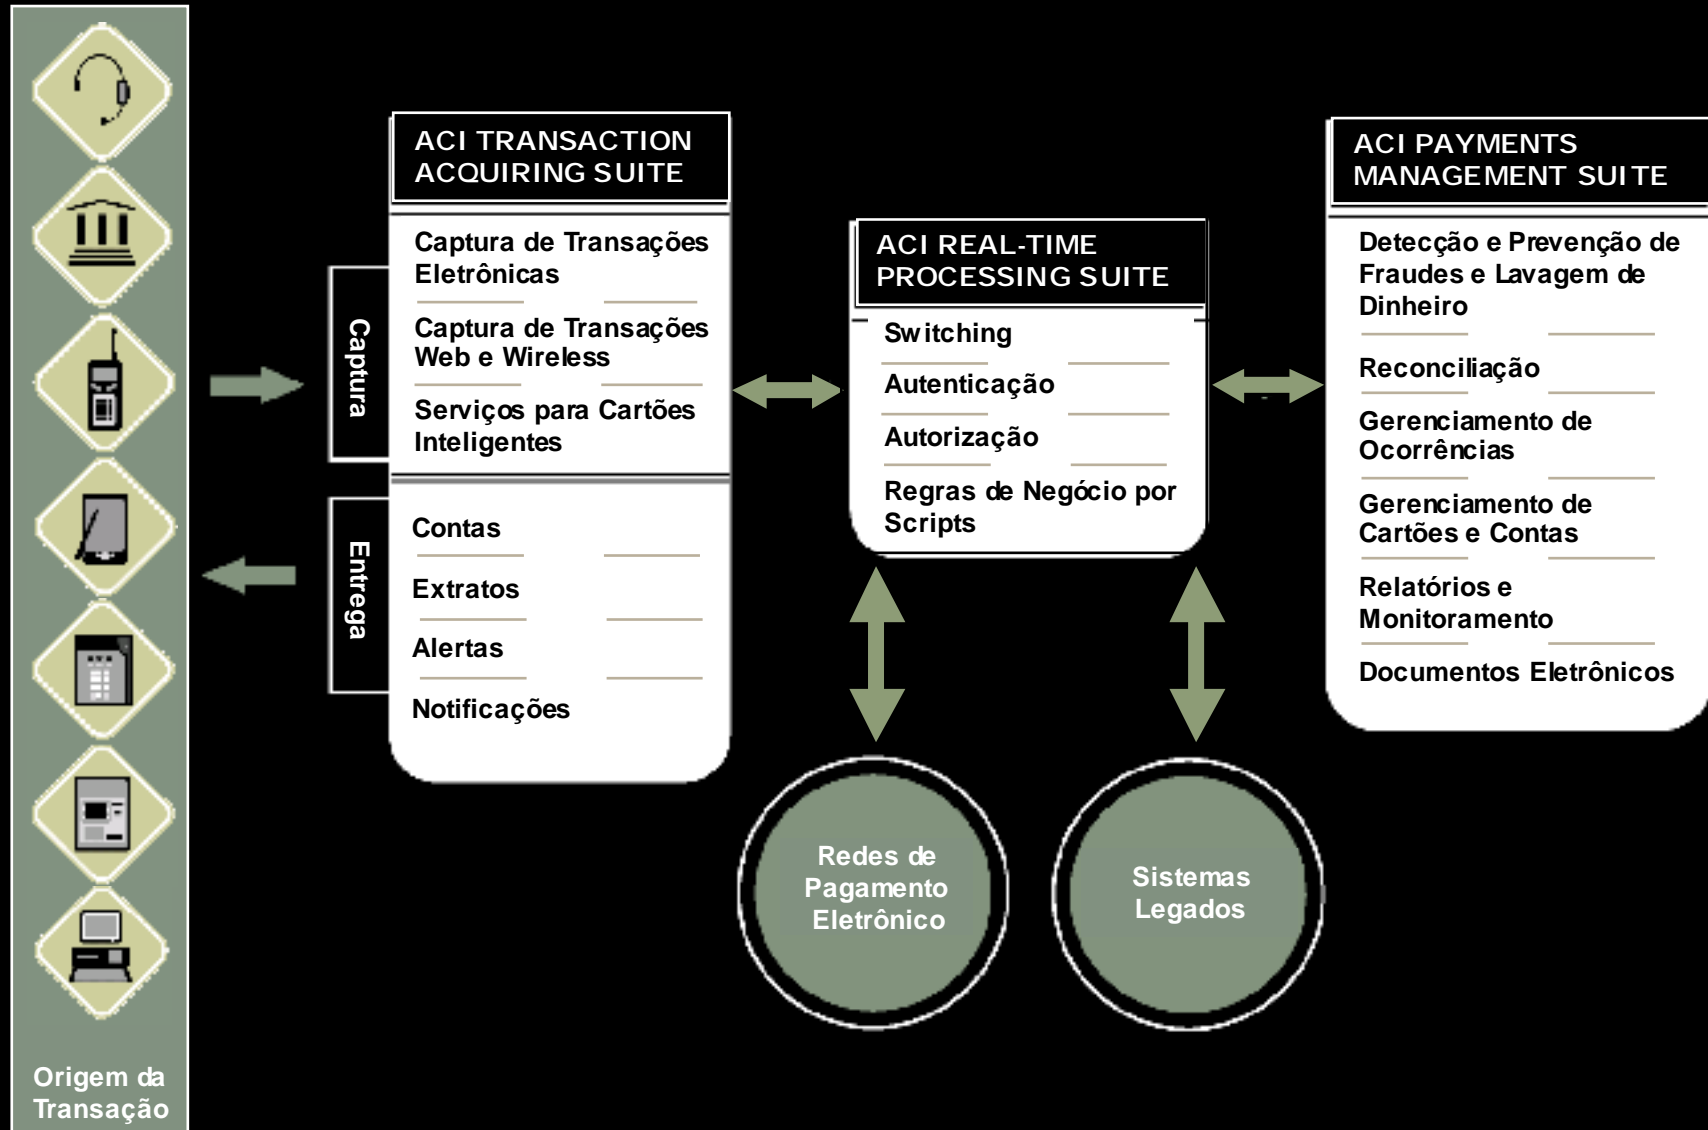 Origem da
Transação
Captura
Entrega
ACI TRANSACTION
ACQUIRING SUITE
Captura de Transações
Eletrônicas
Captura de Transações
Web e Wireless
Serviços para Cartões
Inteligentes
Contas
Extratos
Alertas
Notificações
ACI REAL-TIME
PROCESSING SUITE
Switching
Autenticação
Autorização
Regras de Negócio por
Scripts
Redes de
Pagamento
Eletrônico
Sistemas
Legados
ACI PAYMENTS
MANAGEMENT SUITE
Detecção e Prevenção de
Fraudes e Lavagem de
Dinheiro
Reconciliação
Gerenciamento de
Ocorrências
Gerenciamento de
Cartões e Contas
Relatórios e
Monitoramento
Documentos Eletrônicos